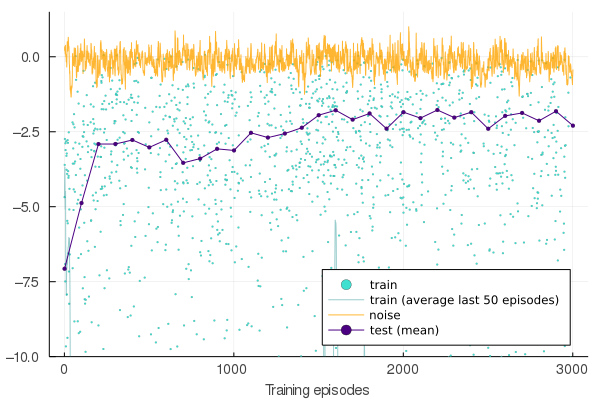 0.0
−2.5
−5.0
−7.5
−10.0
0
1000
2000
3000
Training episodes
train
train (average last 50 episodes)
noise
test (mean)